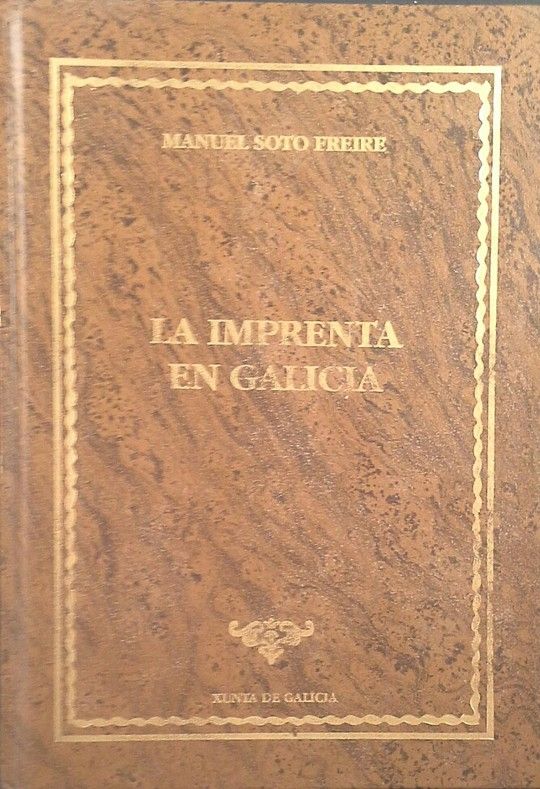 MANUEL SOTO FREIRE
LA IMPRENTA
EN GALICIA
XUNTA DE GALICIA